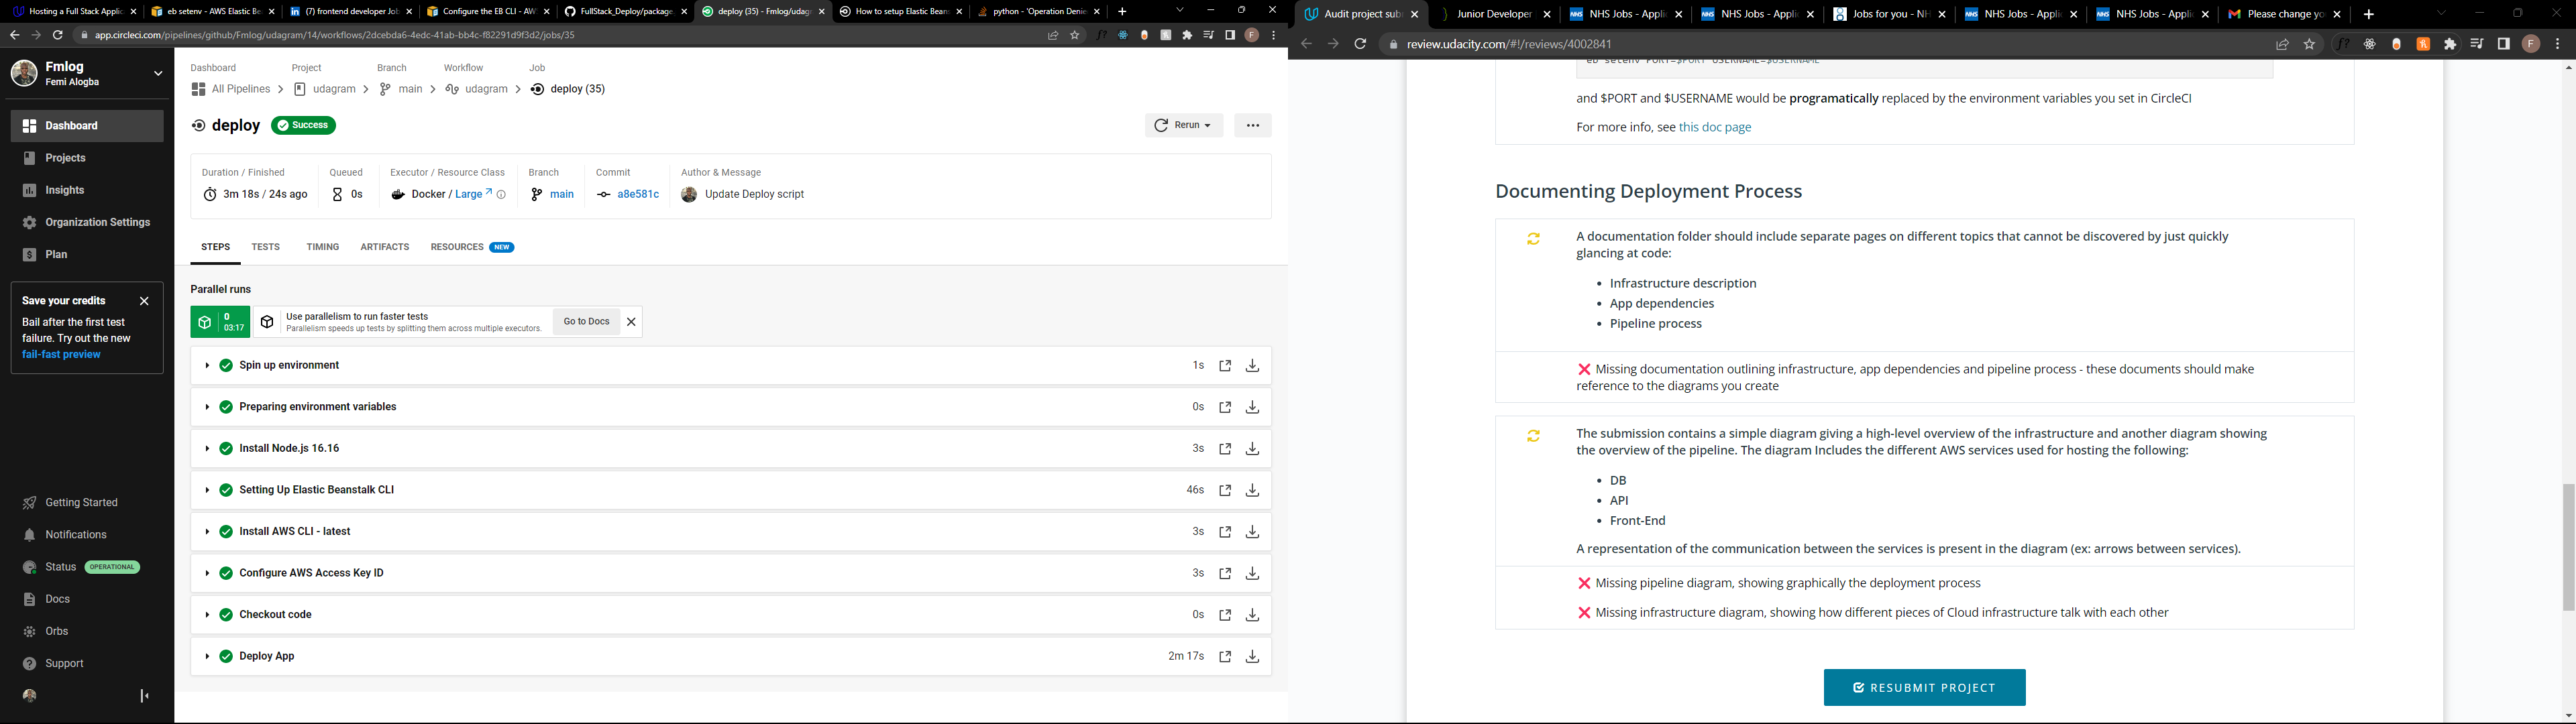 Hosting a Full Stack Applic
eb setenv - AWS Elastic Be
(7) frontend developer Job
Configure the EB CLI - AW
FullStack_Deploy/package.
deploy (35) - Fmlog/udag
How to setup Elastic Bean
python - 'Operation Denie
app.circleci.com/pipelines/github/Fmlog/udagram/14/workflows/2dcebda6-4edc-41ab-bb4c-f82291d9f3d2/jobs/35
Fmlog
Femi Alogba
Dashboard
Projects
Insights
Organization Settings
Plan
Save your credits
Bail after the first test
failure. Try out the new
fail-fast preview
Getting Started
Notifications
Status OPERATIONAL
Docs
Orbs
Support
Dashboard Project Branch Workflow Job
All Pipelines udagram main udagram deploy (35)
deploy Success Rerun
Duration / Finished Queued Executor / Resource Class Branch Commit Author & Message
3m 18s / 24s ago 0s Docker / Large main a8e581c Update Deploy script
STEPS TESTS TIMING ARTIFACTS RESOURCES NEW
Parallel runs
0
03:17
Use parallelism to run faster tests
Parallelism speeds up tests by splitting them across multiple executors.
Go to Docs
Spin up environment 1s
Preparing environment variables 0s
Install Node.js 16.16 3s
Setting Up Elastic Beanstalk CLI 46s
Install AWS CLI - latest 3s
Configure AWS Access Key ID 3s
Checkout code 0s
Deploy App 2m 17s
Audit project sub
Junior Developer
NHS Jobs - Applic
NHS Jobs - Applic
Jobs for you - NH
NHS Jobs - Applic
NHS Jobs - Applic
Please change yo
review.udacity.com/#!/reviews/4002841
eb setenv PORT=$PORT USERNAME=$USERNAME
and $PORT and $USERNAME would be programatically replaced by the environment variables you set in CircleCI
For more info, see this doc page
Documenting Deployment Process
A documentation folder should include separate pages on different topics that cannot be discovered by just quickly
glancing at code:
• Infrastructure description
• App dependencies
• Pipeline process
❌ Missing documentation outlining infrastructure, app dependencies and pipeline process - these documents should make
reference to the diagrams you create
The submission contains a simple diagram giving a high-level overview of the infrastructure and another diagram showing
the overview of the pipeline. The diagram Includes the different AWS services used for hosting the following:
• DB
• API
• Front-End
A representation of the communication between the services is present in the diagram (ex: arrows between services).
❌ Missing pipeline diagram, showing graphically the deployment process
❌ Missing infrastructure diagram, showing how different pieces of Cloud infrastructure talk with each other
RESUBMIT PROJECT